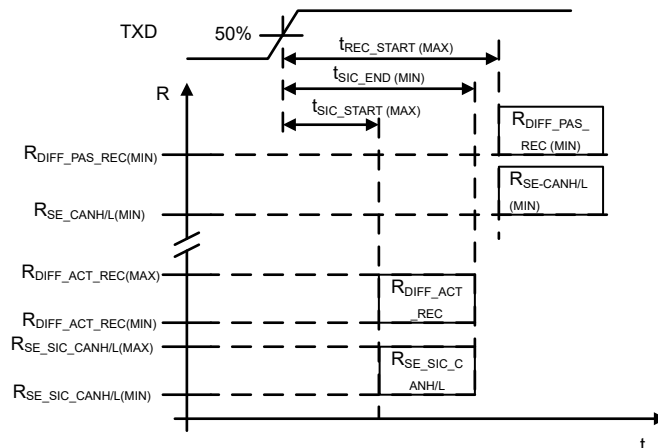 TXD
50%
tREC_START (MAX)
tSIC_END (MIN)
tSIC_START (MAX)
R
RDIFF_PAS_
REC (MIN)
RDIFF_PAS_REC(MIN)
RSE-CANH/L
(MIN)
RSE_CANH/L(MIN)
RDIFF_ACT_REC(MAX)
RDIFF_ACT
_REC
RDIFF_ACT_REC(MIN)
RSE_SIC_CANH/L(MAX)
RSE_SIC_C
ANH/L
RSE_SIC_CANH/L(MIN)
t